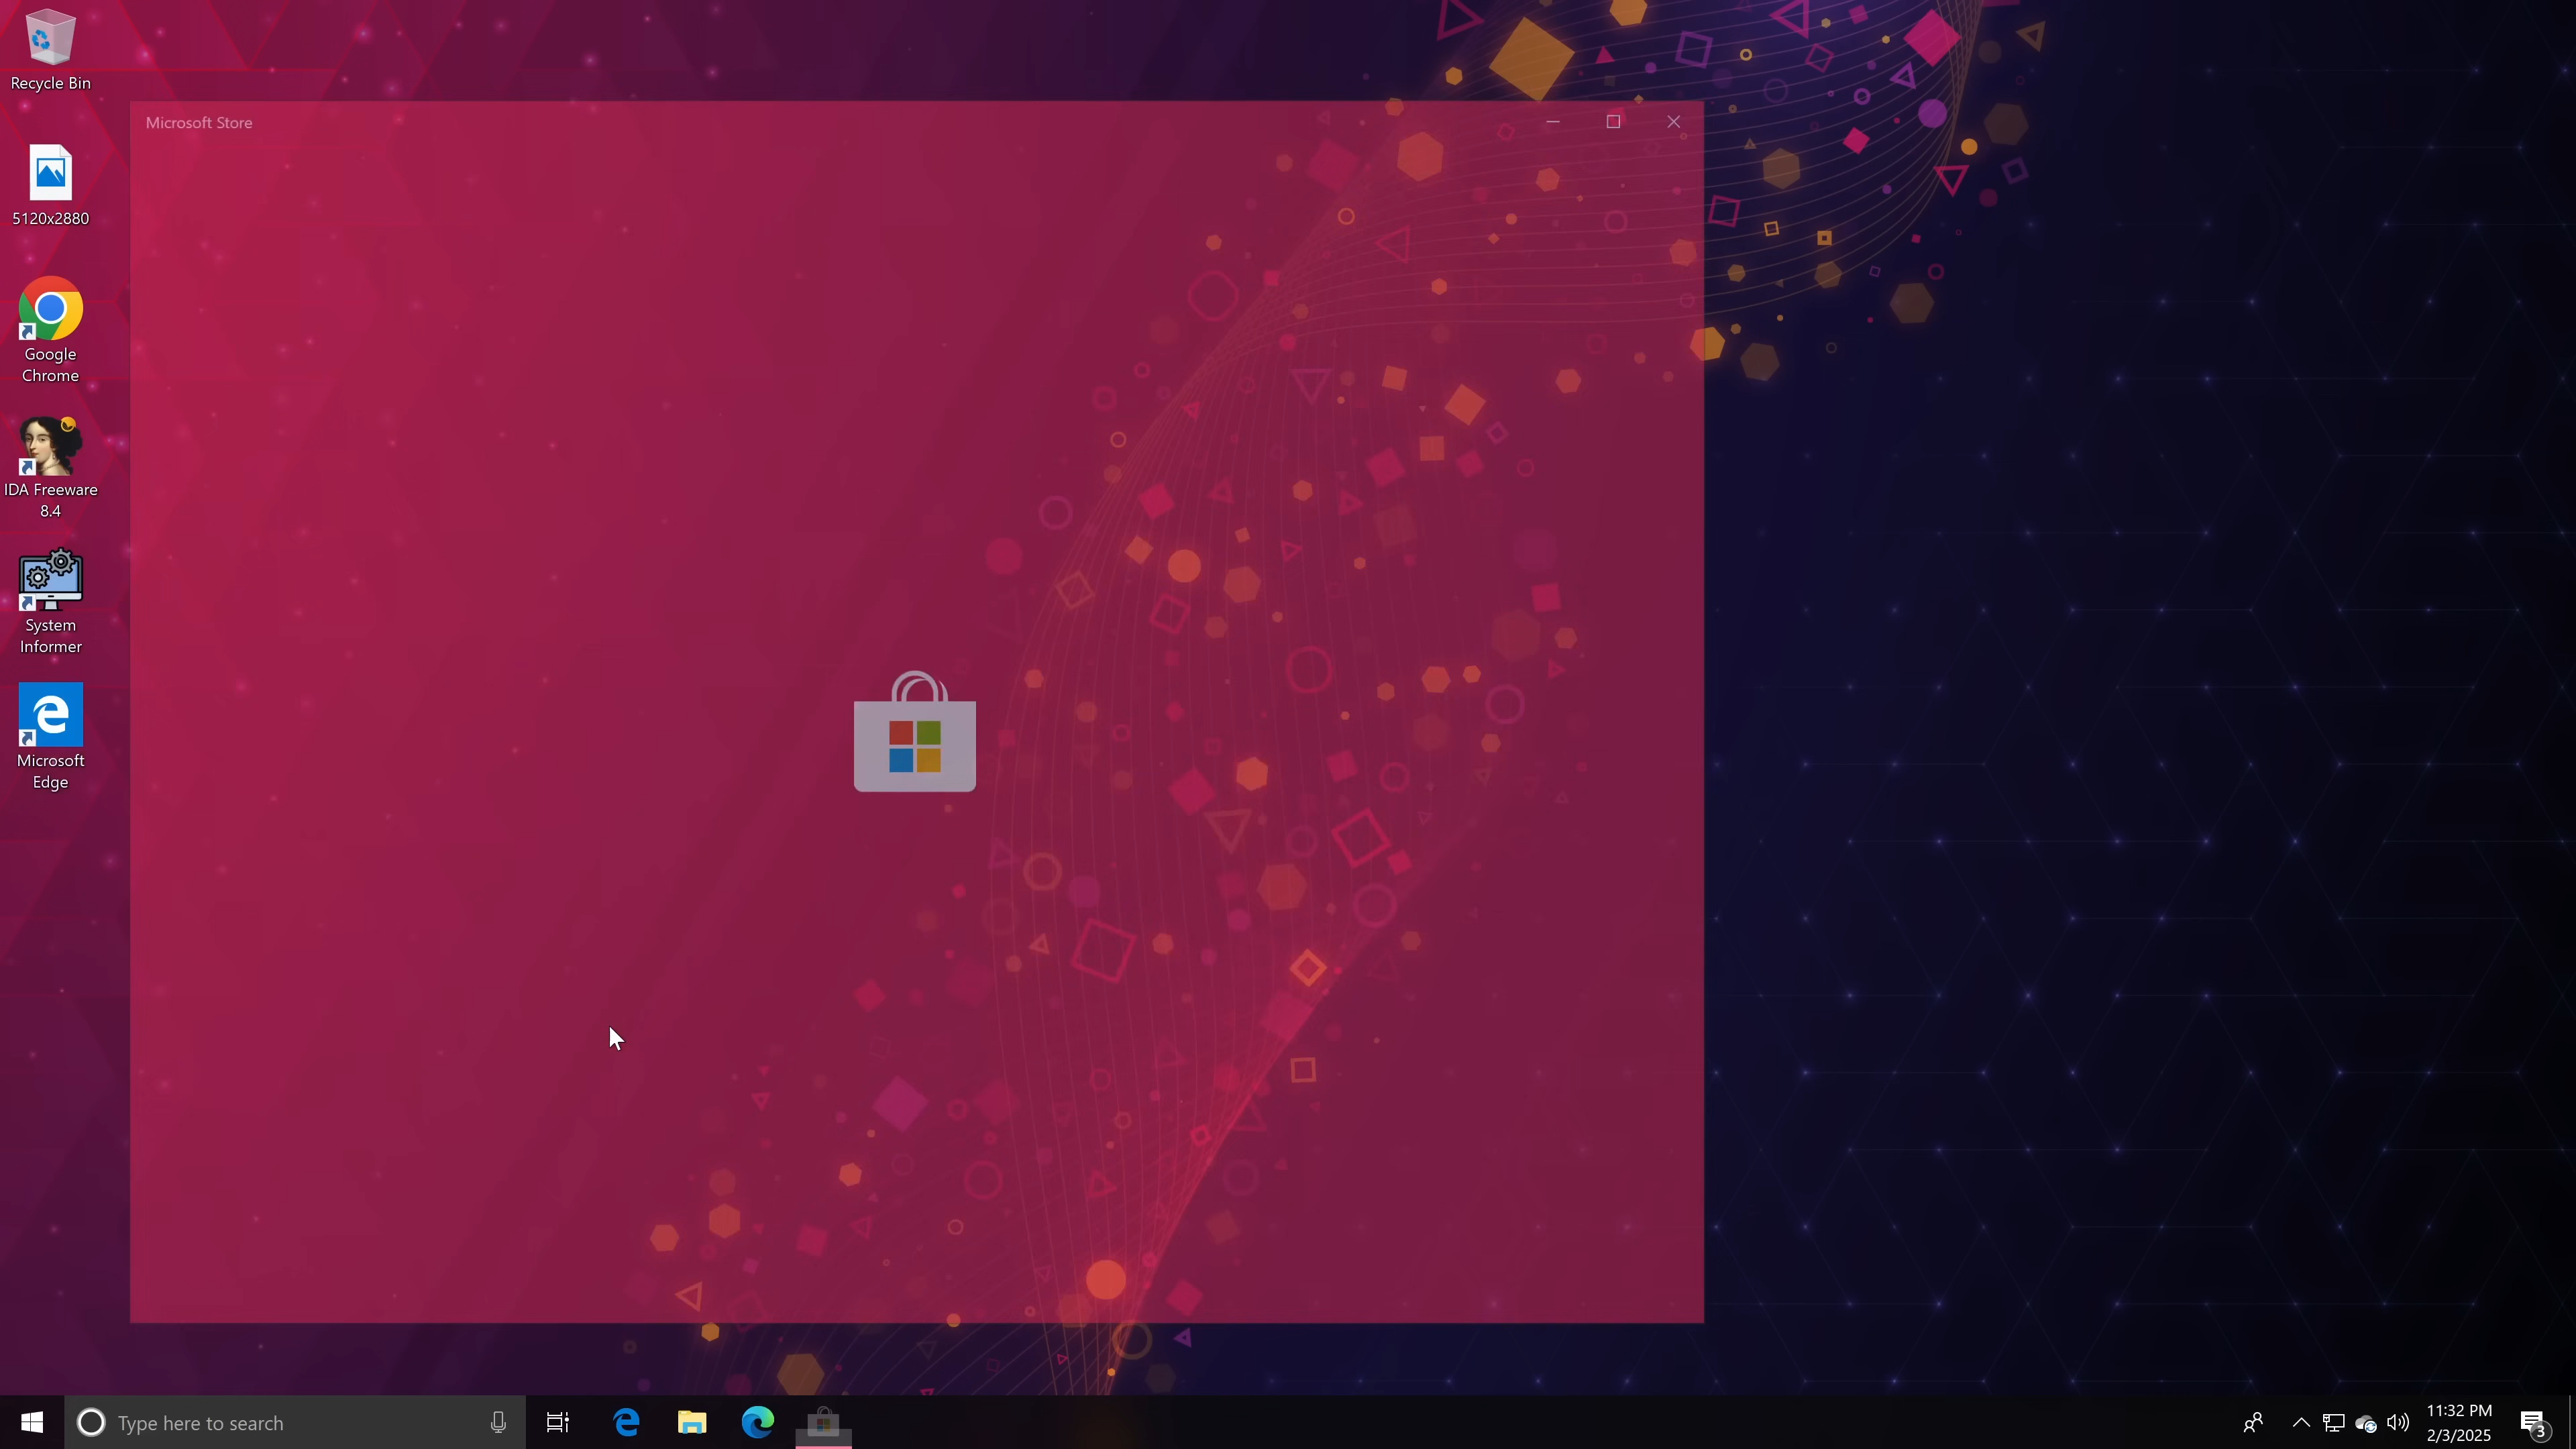 Recycle Bin
Microsoft Store
5120x2880
Google
Chrome
IDA Freeware
8.4
System
Informer
Microsoft
Edge
Type here to search
11:32 PM
2/3/2025
3